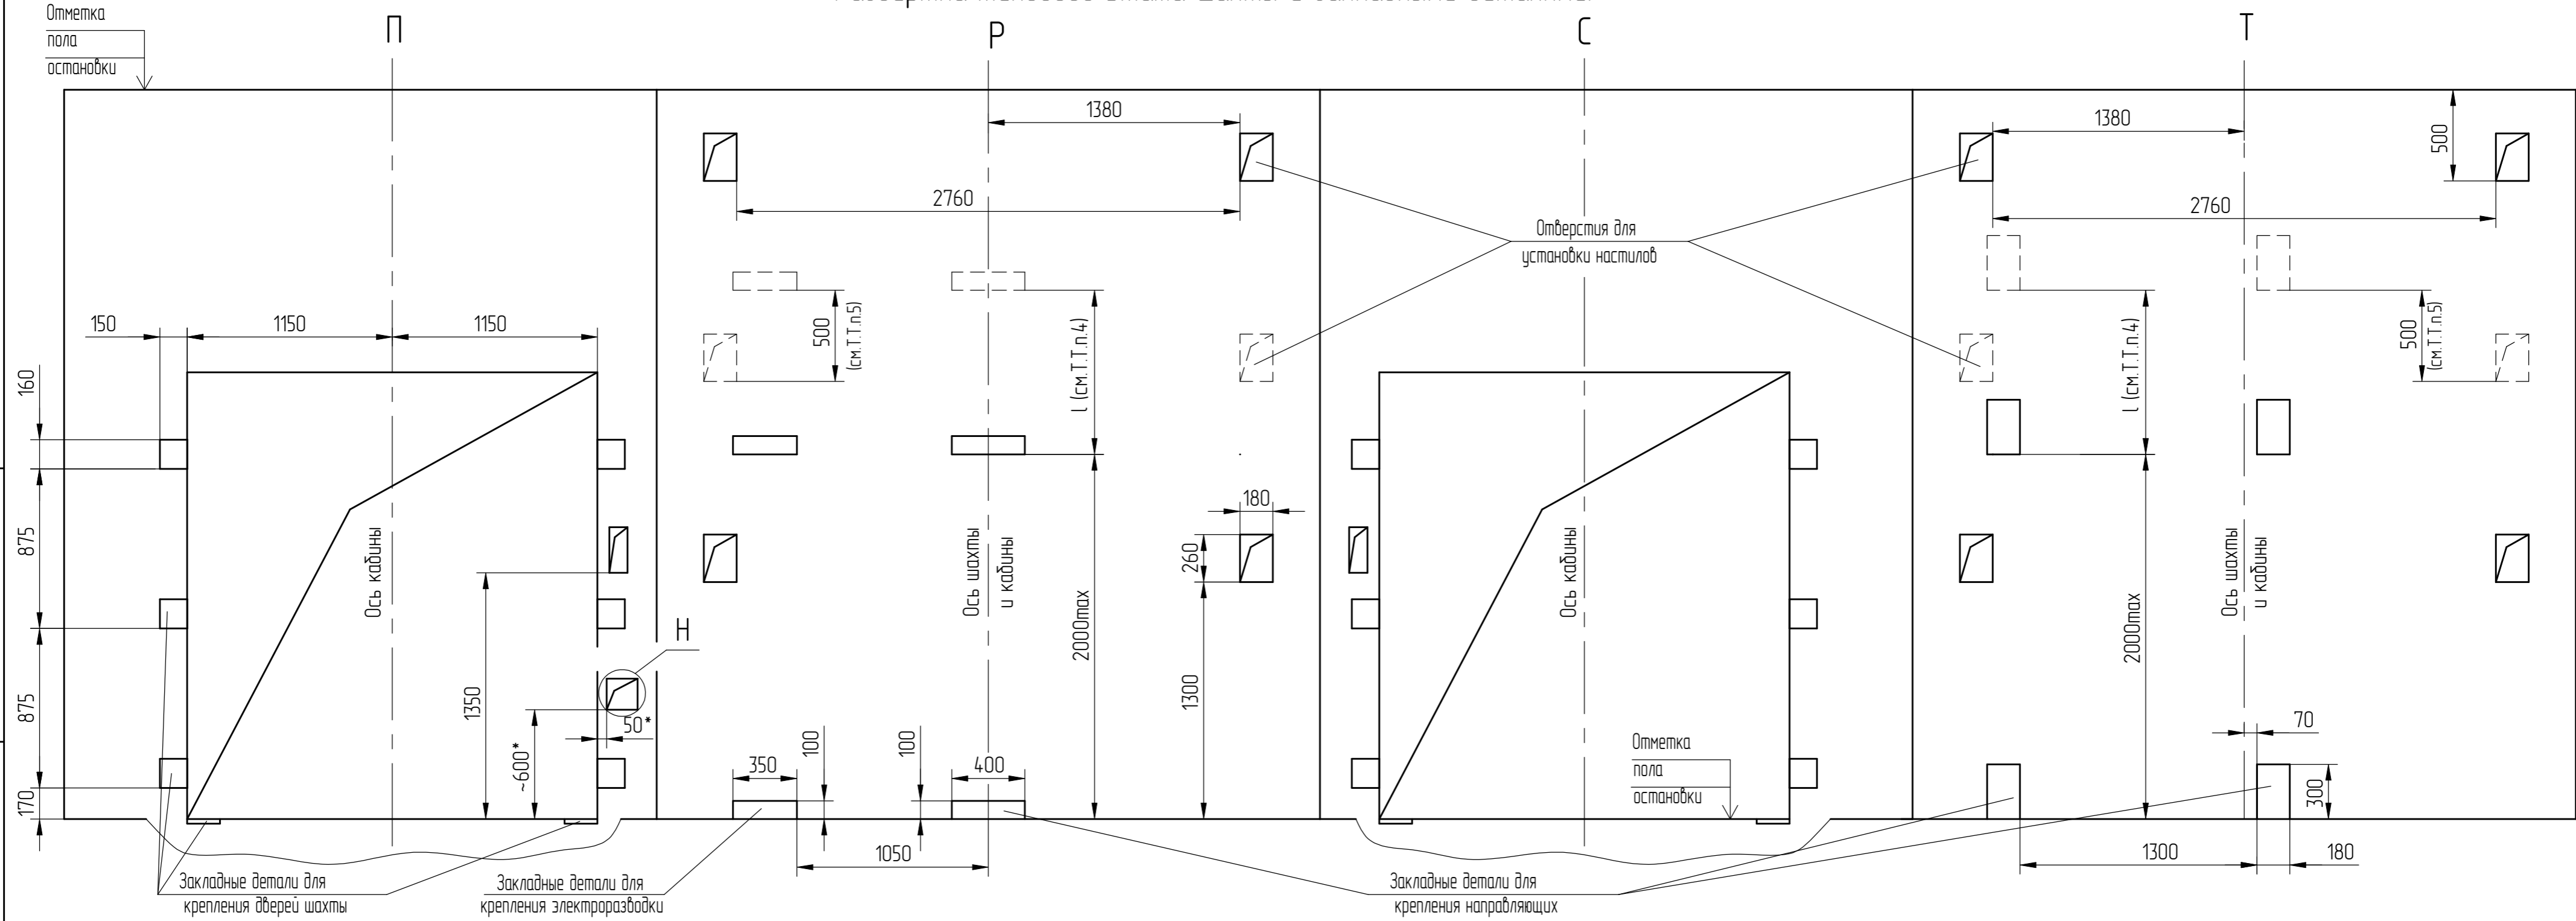 Отметка
пола
остановки
П
Р
С
Т
1380
1380
500
2760
2760
Отверстия для
установки настилов
150
1150
1150
500
(см.Т.Т.п.5)
l (см.Т.Т.п.4)
l (см.Т.Т.п.4)
500
(см.Т.Т.п.5)
160
875
875
170
Ось кабины
1350
~600*
50*
Н
180
260
1300
Ось шахты
и кабины
2000max
Ось кабины
Ось шахты
и кабины
2000max
350
100
100
400
1050
Отметка
пола
остановки
70
300
1300
180
Закладные детали для
крепления дверей шахты
Закладные детали для
крепления электроразводки
Закладные детали для
крепления направляющих